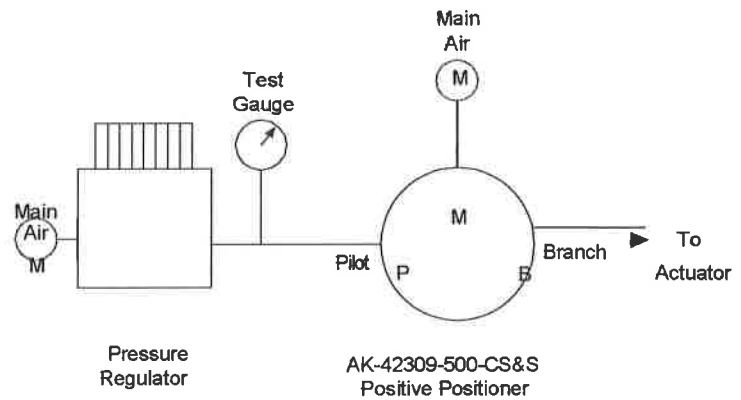 Main
Air
M
Test
Gauge
Main
Air
M
M
Pilot
P
B
Branch
To
Actuator
Pressure
Regulator
AK-42309-500-CS&S
Positive Positioner